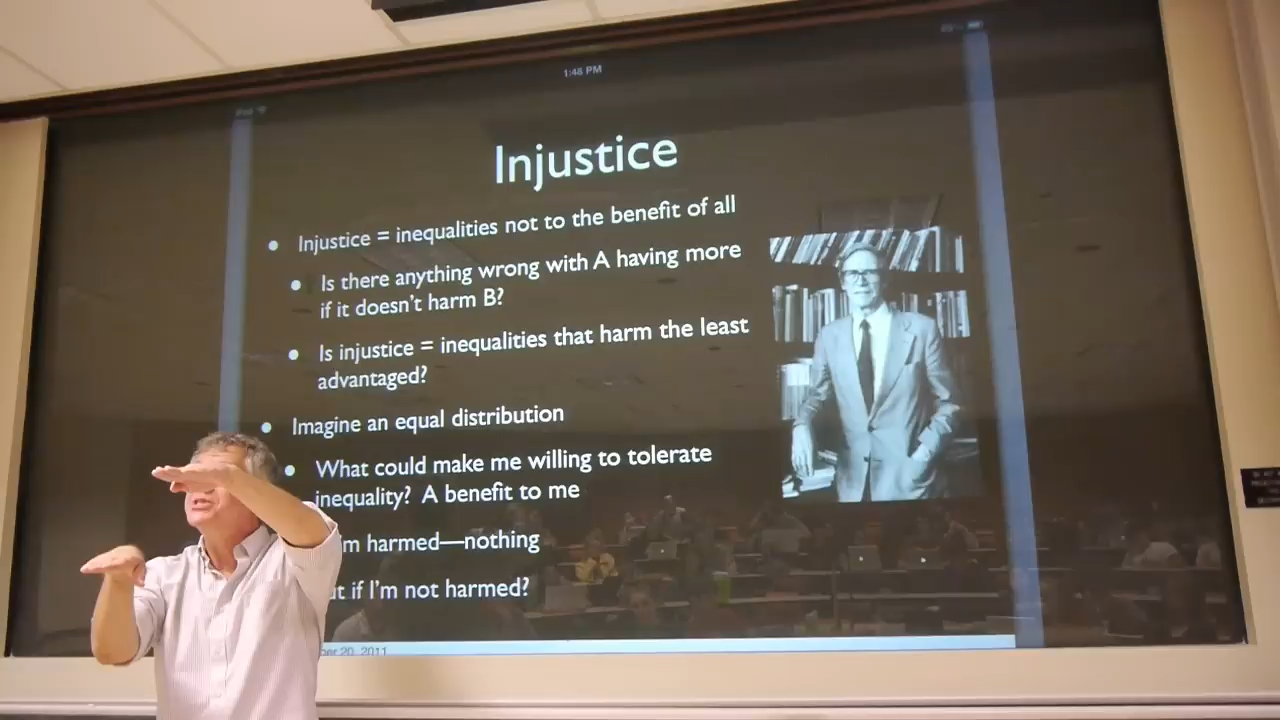 1:48 PM
Injustice
Injustice = inequalities not to the benefit of all
Is there anything wrong with A having more
if it doesn't harm B?
Is injustice = inequalities that harm the least
advantaged?
Imagine an equal distribution
What could make me willing to tolerate
inequality? A benefit to me
harmed—nothing
if I'm not harmed?
20, 2011